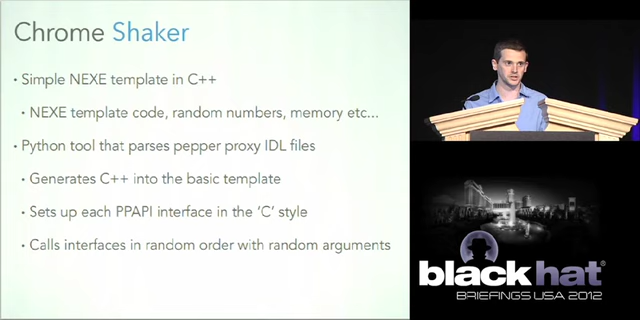 Chrome Shaker
• Simple NEXE template in C++
• NEXE template code, random numbers, memory etc...
• Python tool that parses pepper proxy IDL files
• Generates C++ into the basic template
• Sets up each PPAPI interface in the 'C' style
• Calls interfaces in random order with random arguments
black hat®
BRIEFINGS USA 2012